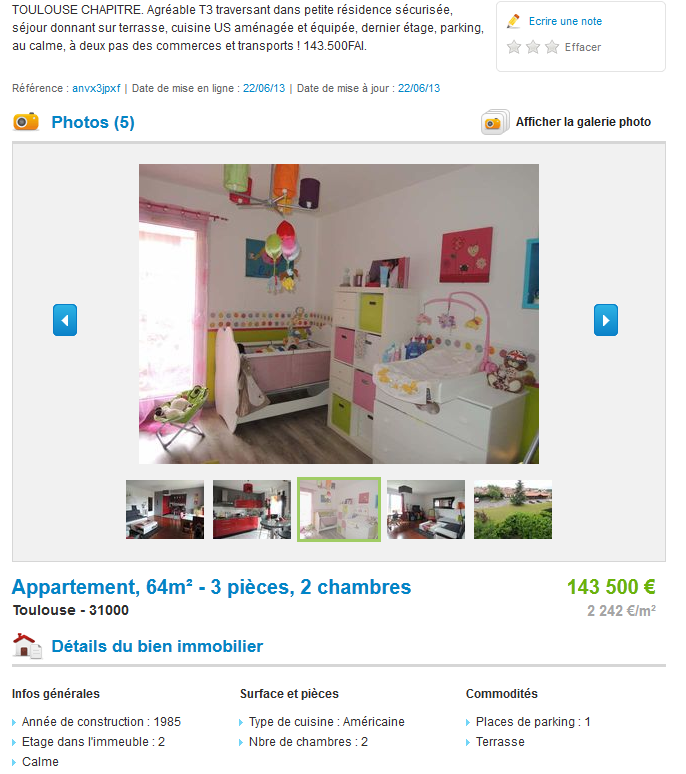 TOULOUSE CHAPITRE. Agréable T3 traversant dans petite résidence sécurisée,
séjour donnant sur terrasse, cuisine US aménagée et équipée, dernier étage, parking,
au calme, à deux pas des commerces et transports ! 143.500FAI.
Ecrire une note
Effacer
Référence : anvx3jpxf | Date de mise en ligne : 22/06/13 | Date de mise à jour : 22/06/13
Photos (5)
Afficher la galerie photo
Appartement, 64m² - 3 pièces, 2 chambres
143 500 €
Toulouse - 31000
2 242 €/m²
Détails du bien immobilier
Infos générales
Année de construction : 1985
Etage dans l'immeuble : 2
Calme
Surface et pièces
Type de cuisine : Américaine
Nbre de chambres : 2
Commodités
Places de parking : 1
Terrasse